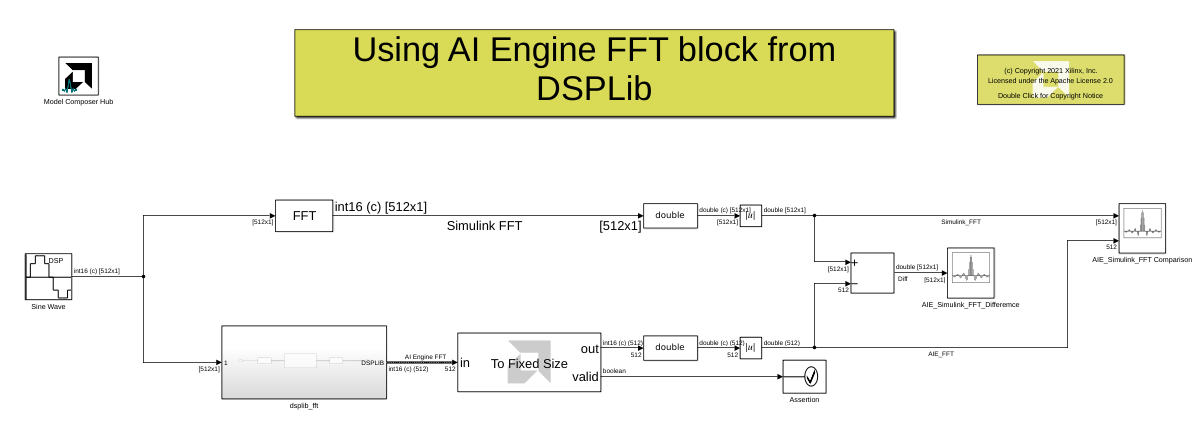 Using AI Engine FFT block from
DSPLib
Model Composer Hub
(c) Copyright 2021 Xilinx, Inc.
Licensed under the Apache License 2.0
Double Click for Copyright Notice
DSP
int16 (c) [512x1]
Sine Wave
[512x1]
FFT
int16 (c) [512x1]
Simulink FFT
[512x1]
double
double (c) [512x1]
[512x1]
|u|
double [512x1]
Simulink_FFT
[512x1]
512
AIE_Simulink_FFT Comparison
[512x1]
+
−
512
double [512x1]
Diff
[512x1]
AIE_Simulink_FFT_Differemce
[512x1]
1
DSPLIB
dsplib_fft
AI Engine FFT
int16 (c) (512)
512
in
To Fixed Size
out
valid
int16 (c) (512)
512
double
double (c) (512)
512
|u|
double (512)
AIE_FFT
boolean
Assertion